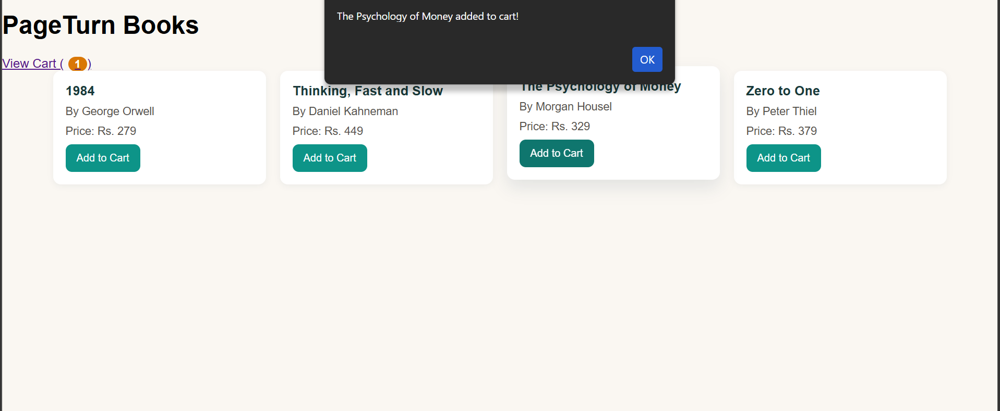 PageTurn Books
The Psychology of Money added to cart!
OK
View Cart ( 1 )
1984
By George Orwell
Price: Rs. 279
Add to Cart
Thinking, Fast and Slow
By Daniel Kahneman
Price: Rs. 449
Add to Cart
The Psychology of Money
By Morgan Housel
Price: Rs. 329
Add to Cart
Zero to One
By Peter Thiel
Price: Rs. 379
Add to Cart